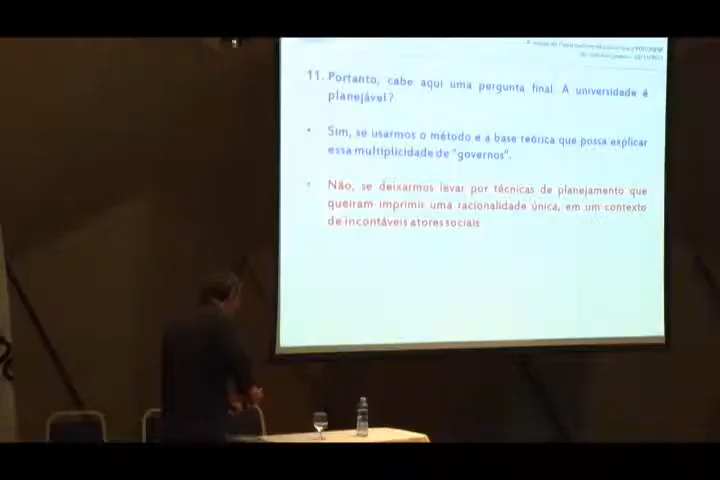 11. Portanto, cabe aqui uma pergunta final. A universidade é
planejável?
• Sim, se usarmos o método e a base teórica que possa explicar
essa multiplicidade de "governos".
• Não, se deixarmos levar por técnicas de planejamento que
queiram imprimir uma racionalidade única, em um contexto
de incontáveis atores sociais